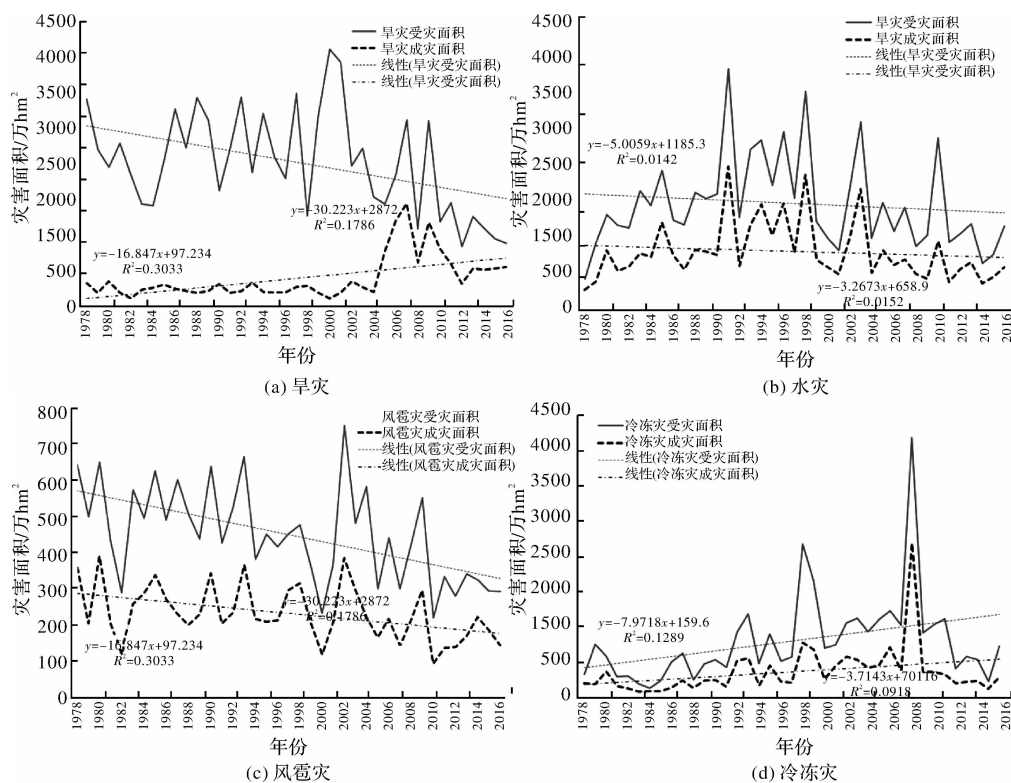 4500
4000
3500
3000
2500
2000
1500
1000
500
0
灾害面积/万hm²
旱灾受灾面积
旱灾成灾面积
线性(旱灾受灾面积)
线性(旱灾受灾面积)
y=-30.223x+2872
R²=0.1786
y=-16.847x+97.234
R²=0.3033
1978 1980 1982 1984 1986 1988 1990 1992 1994 1996 1998 2000 2002 2004 2006 2008 2010 2012 2014 2016
年份
(a) 旱灾
4500
4000
3500
3000
2500
2000
1500
1000
500
0
灾害面积/万hm²
旱灾受灾面积
旱灾成灾面积
线性(旱灾受灾面积)
线性(旱灾受灾面积)
y=-5.0059x+1185.3
R²=0.0142
y=-3.2673x+658.9
R²=0.0152
1978 1980 1982 1984 1986 1988 1990 1992 1994 1996 1998 2000 2002 2004 2006 2008 2010 2012 2014 2016
年份
(b) 水灾
800
700
600
500
400
300
200
100
0
灾害面积/万hm²
风雹灾受灾面积
风雹灾成灾面积
线性(风雹灾受灾面积)
线性(风雹灾成灾面积)
y=-30.223x+2872
R²=0.1786
y=-16.847x+97.234
R²=0.3033
1978 1980 1982 1984 1986 1988 1990 1992 1994 1996 1998 2000 2002 2004 2006 2008 2010 2012 2014 2016
年份
(c) 风雹灾
4500
4000
3500
3000
2500
2000
1500
1000
500
0
灾害面积/万hm²
冷冻灾受灾面积
冷冻灾成灾面积
线性(冷冻灾受灾面积)
线性(冷冻灾成灾面积)
y=-7.9718x+159.6
R²=0.1289
y=-3.7143x+70116
R²=0.0918
1978 1980 1982 1984 1986 1988 1990 1992 1994 1996 1998 2000 2002 2004 2006 2008 2010 2012 2014 2016
年份
(d) 冷冻灾